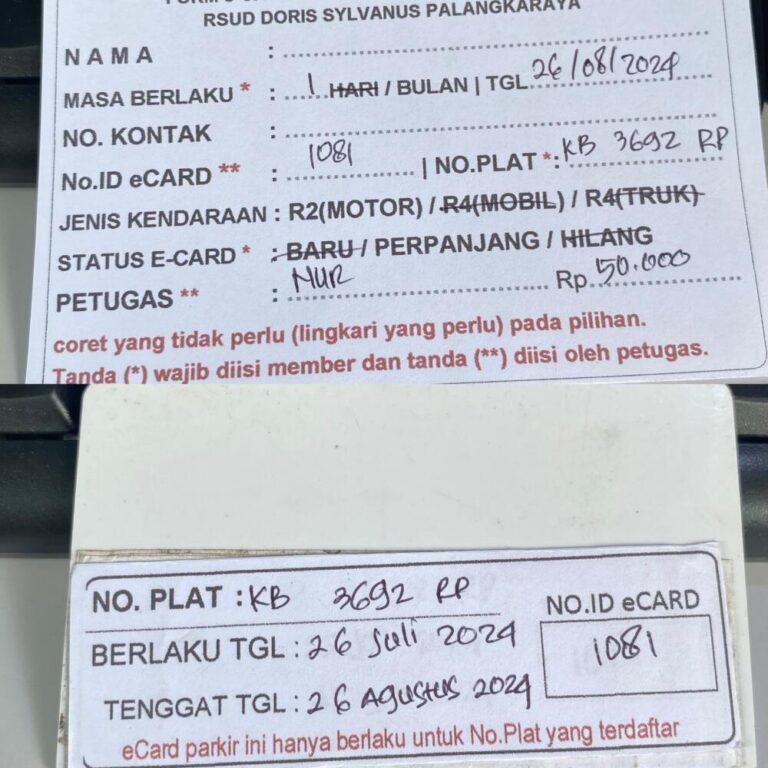 RSUD DORIS SYLVANUS PALANGKARAYA
NAMA :
MASA BERLAKU * : 1 HARI / BULAN | TGL 26/08/2024
NO. KONTAK :
No.ID eCARD ** : 1081 | NO.PLAT *: KB 3692 RP
JENIS KENDARAAN : R2(MOTOR) / R4(MOBIL) / R4(TRUK)
STATUS E-CARD * : BARU / PERPANJANG / HILANG
PETUGAS ** : NUR Rp. 50.000
coret yang tidak perlu (lingkari yang perlu) pada pilihan.
Tanda (*) wajib diisi member dan tanda (**) diisi oleh petugas.
NO. PLAT : KB 3692 RP
BERLAKU TGL : 26 Juli 2024
TENGGAT TGL : 26 AGUSTUS 2024
NO.ID eCARD
1081
eCard parkir ini hanya berlaku untuk No.Plat yang terdaftar